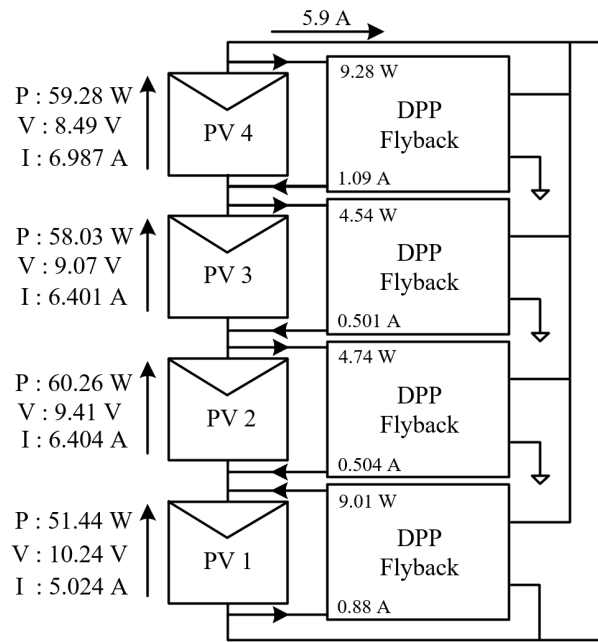 5.9 A
P : 59.28 W
V : 8.49 V
I : 6.987 A
PV 4
9.28 W
DPP
Flyback
1.09 A
P : 58.03 W
V : 9.07 V
I : 6.401 A
PV 3
4.54 W
DPP
Flyback
0.501 A
P : 60.26 W
V : 9.41 V
I : 6.404 A
PV 2
4.74 W
DPP
Flyback
0.504 A
P : 51.44 W
V : 10.24 V
I : 5.024 A
PV 1
9.01 W
DPP
Flyback
0.88 A